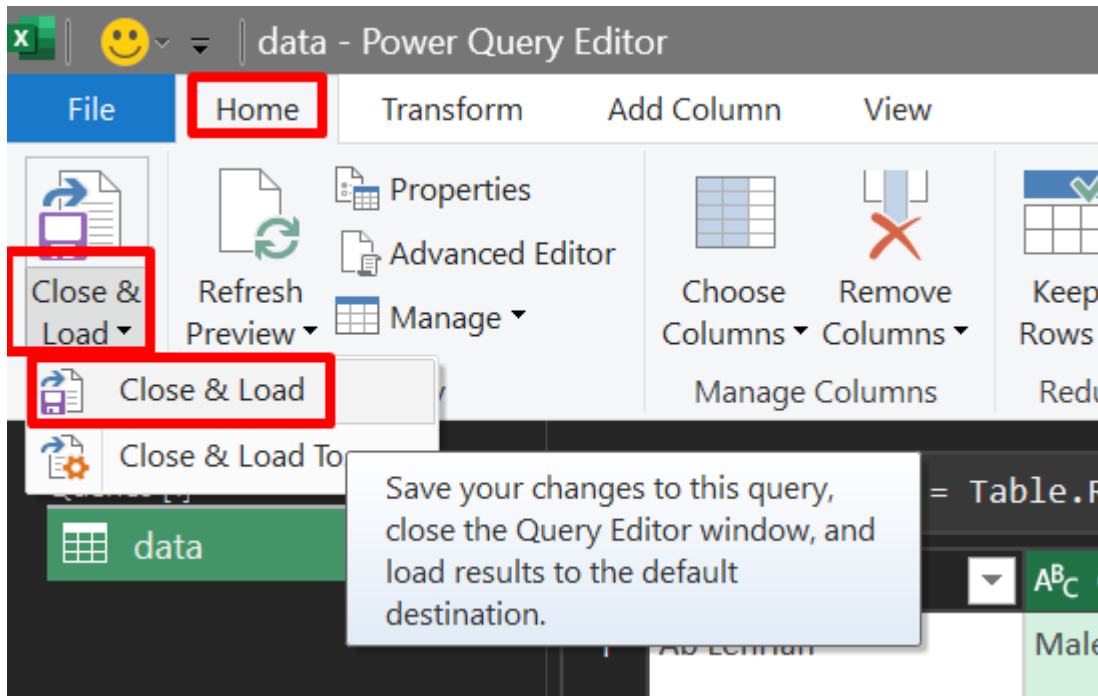 data - Power Query Editor
File Home Transform Add Column View
Properties
Advanced Editor
Manage
Close & Load
Refresh Preview
Choose Columns
Remove Columns
Keep
Rows
Manage Columns
Close & Load
Close & Load To
data
Save your changes to this query,
close the Query Editor window, and
load results to the default
destination.
= Table.R
ABC
Male